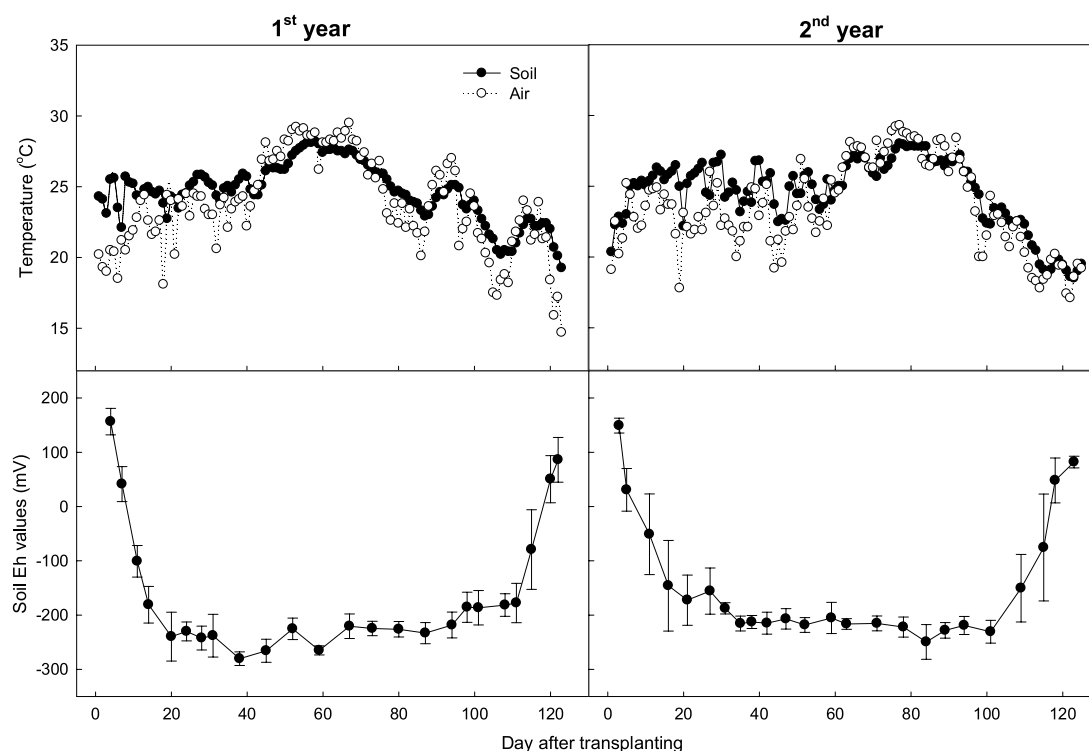 1st year
2nd year
Soil
Air
Temperature (°C)
35
30
25
20
15
Soil Eh values (mV)
200
100
0
-100
-200
-300
0 20 40 60 80 100 120
0 20 40 60 80 100 120
Day after transplanting